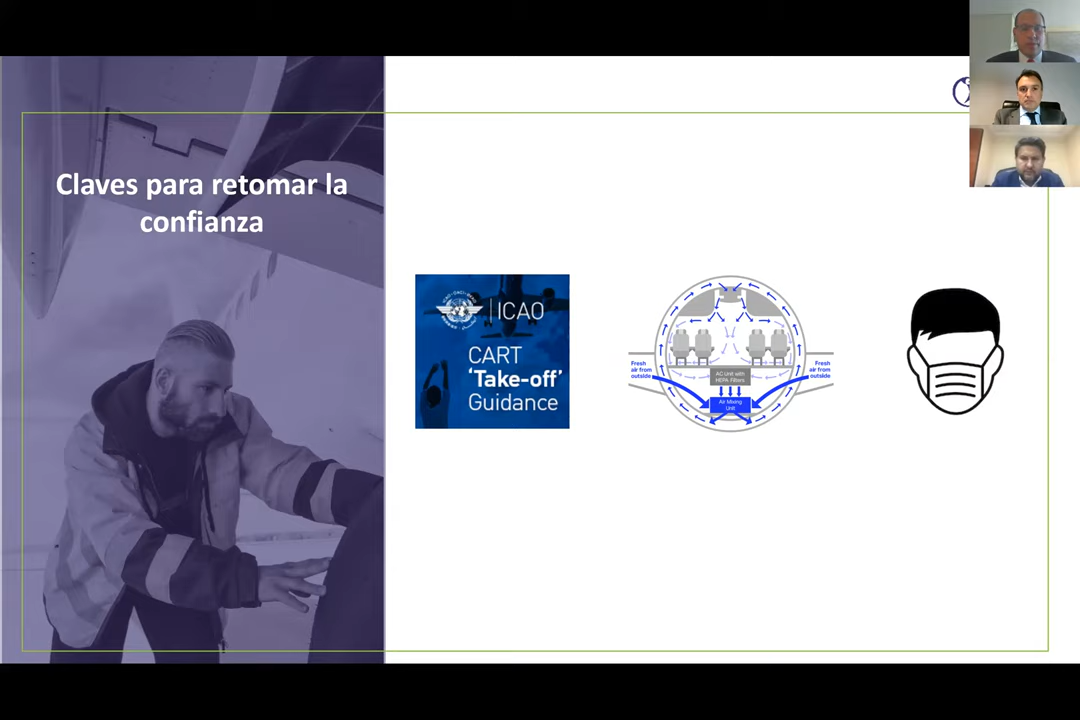 Claves para retomar la
confianza
ICAO
CART
'Take-off'
Guidance
Fresh
air from
outside
AC Unit with
HEPA Filters
Air Mixing
Unit
Fresh
air from
outside